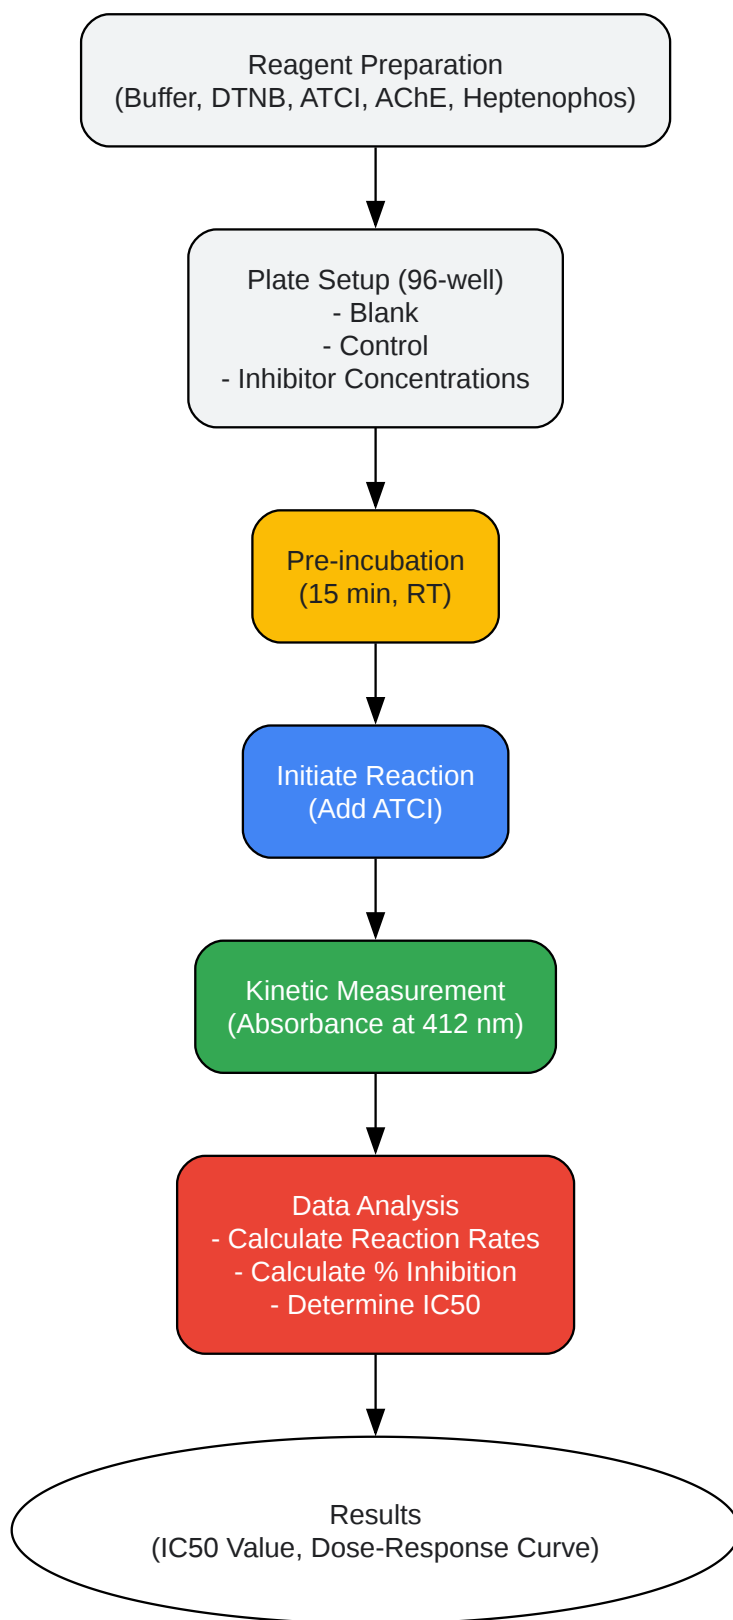 Reagent Preparation
(Buffer, DTNB, ATCI, AChE, Heptenophos)
Plate Setup (96-well)
- Blank
- Control
- Inhibitor Concentrations
Pre-incubation
(15 min, RT)
Initiate Reaction
(Add ATCI)
Kinetic Measurement
(Absorbance at 412 nm)
Data Analysis
- Calculate Reaction Rates
- Calculate % Inhibition
- Determine IC50
Results
(IC50 Value, Dose-Response Curve)